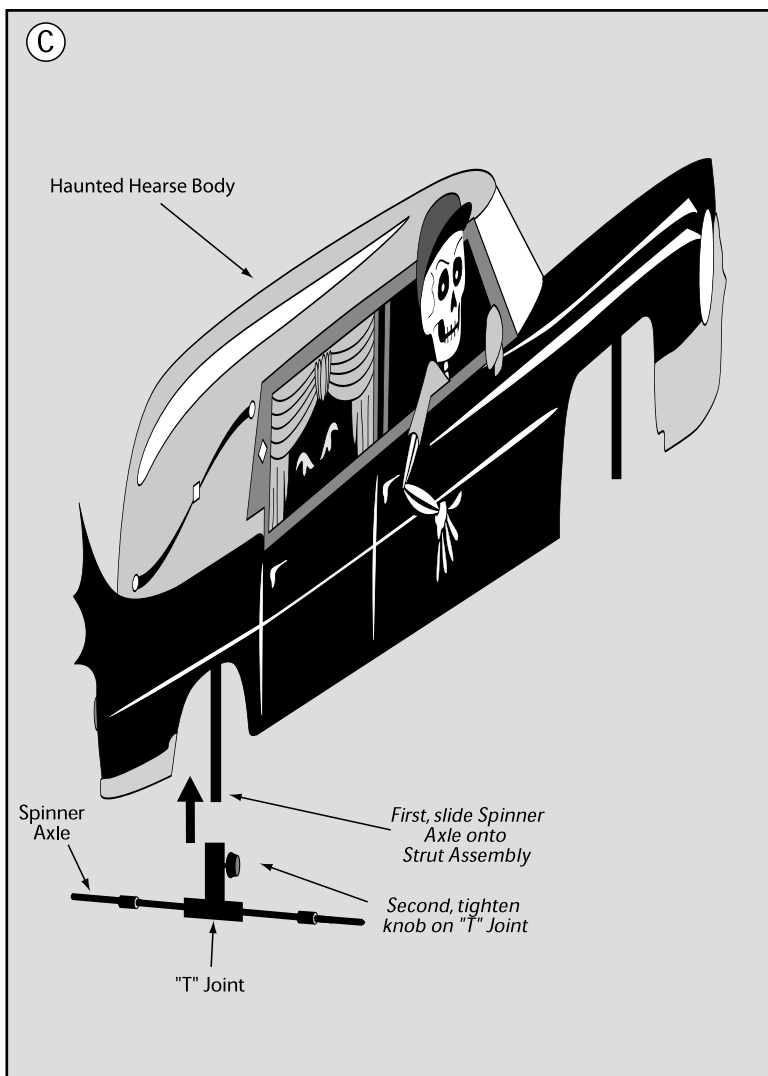 C
Haunted Hearse Body
Spinner
Axle
First, slide Spinner
Axle onto
Strut Assembly
Second, tighten
knob on "T" Joint
"T" Joint